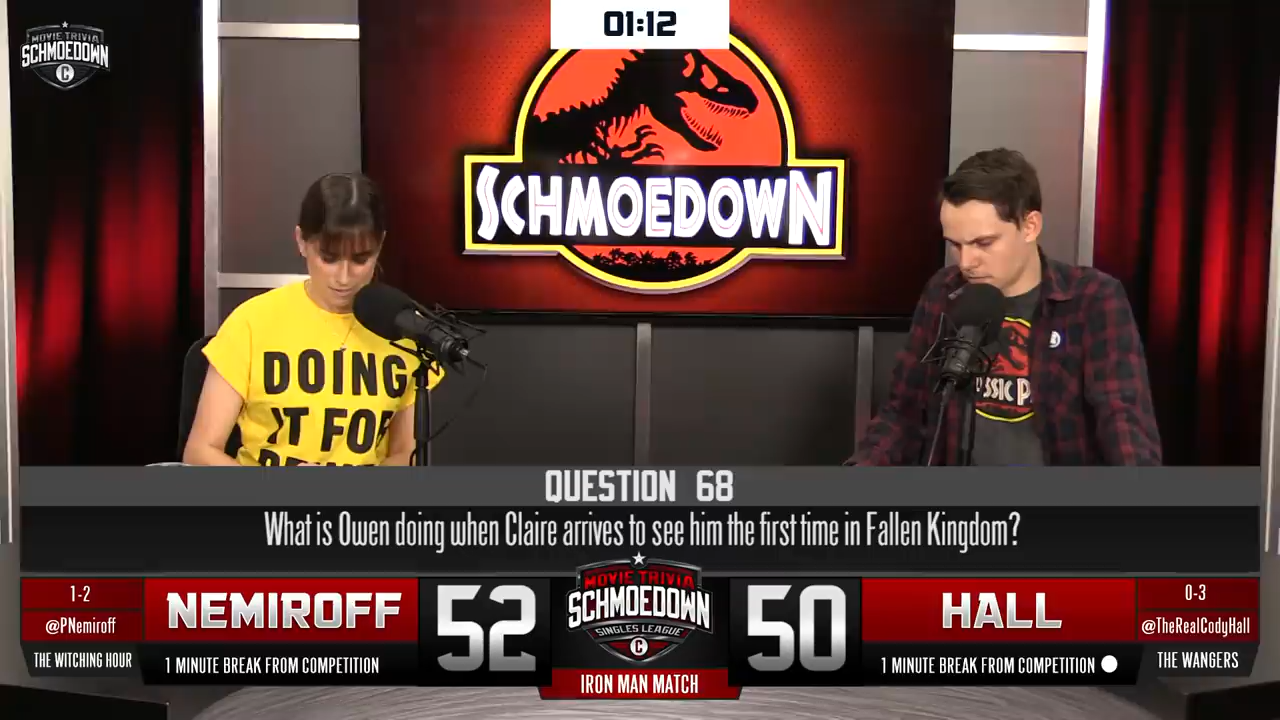 01:12
MOVIE TRIVIA
SCHMOEDOWN
C
SCHMOEDOWN
DOING
IT FOR
QUESTION 68
What is Owen doing when Claire arrives to see him the first time in Fallen Kingdom?
1-2
@PNemiroff
THE WITCHING HOUR
NEMIROFF
1 MINUTE BREAK FROM COMPETITION
52
MOVIE TRIVIA
SCHMOEDOWN
SINGLES LEAGUE
C
IRON MAN MATCH
50
HALL
1 MINUTE BREAK FROM COMPETITION
0-3
@TheRealCodyHall
THE WANGERS